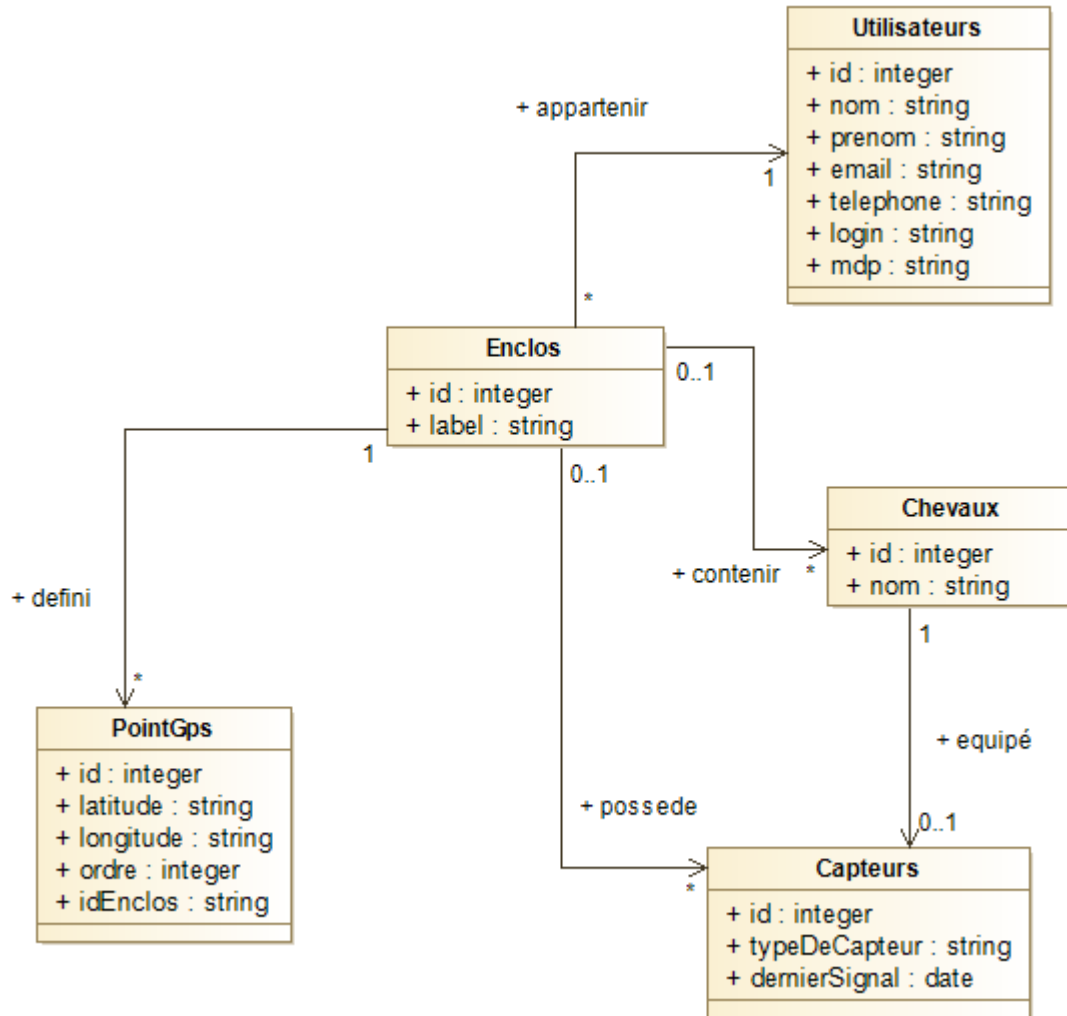 Utilisateurs
+ id : integer
+ nom : string
+ prenom : string
+ email : string
+ telephone : string
+ login : string
+ mdp : string
+ appartenir
1
*
Enclos
+ id : integer
+ label : string
0..1
1
0..1
Chevaux
+ id : integer
+ nom : string
+ contenir
*
1
+ defini
*
PointGps
+ id : integer
+ latitude : string
+ longitude : string
+ ordre : integer
+ idEnclos : string
+ equipé
+ possede
0..1
*
Capteurs
+ id : integer
+ typeDeCapteur : string
+ dernierSignal : date